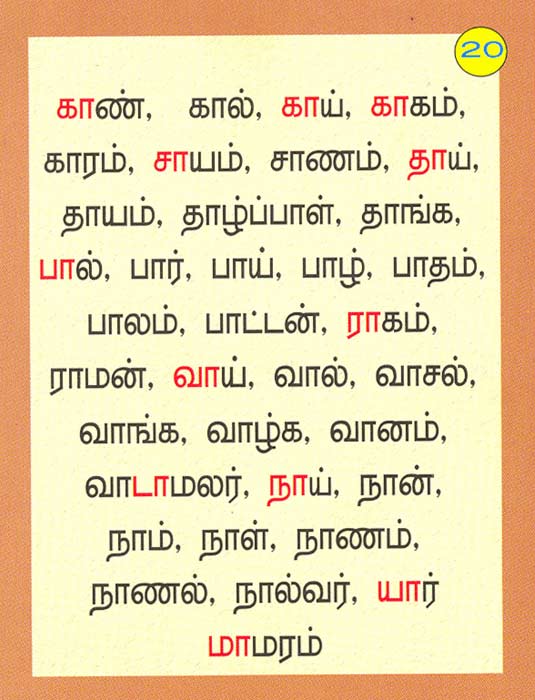 20
காண், கால், காய், காகம்,
காரம், சாயம், சாணம், தாய்,
தாயம், தாழ்ப்பாள், தாங்க,
பால், பார், பாய், பாழ், பாதம்,
பாலம், பாட்டன், ராகம்,
ராமன், வாய், வால், வாசல்,
வாங்க, வாழ்க, வானம்,
வாடாமலர், நாய், நான்,
நாம், நாள், நாணம்,
நாணல், நால்வர், யார்
மாமரம்